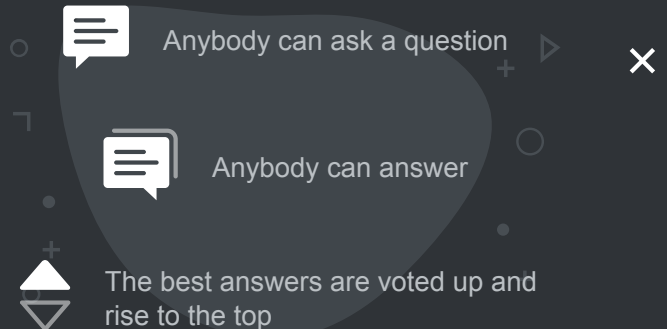 Anybody can ask a question
Anybody can answer
The best answers are voted up and
rise to the top